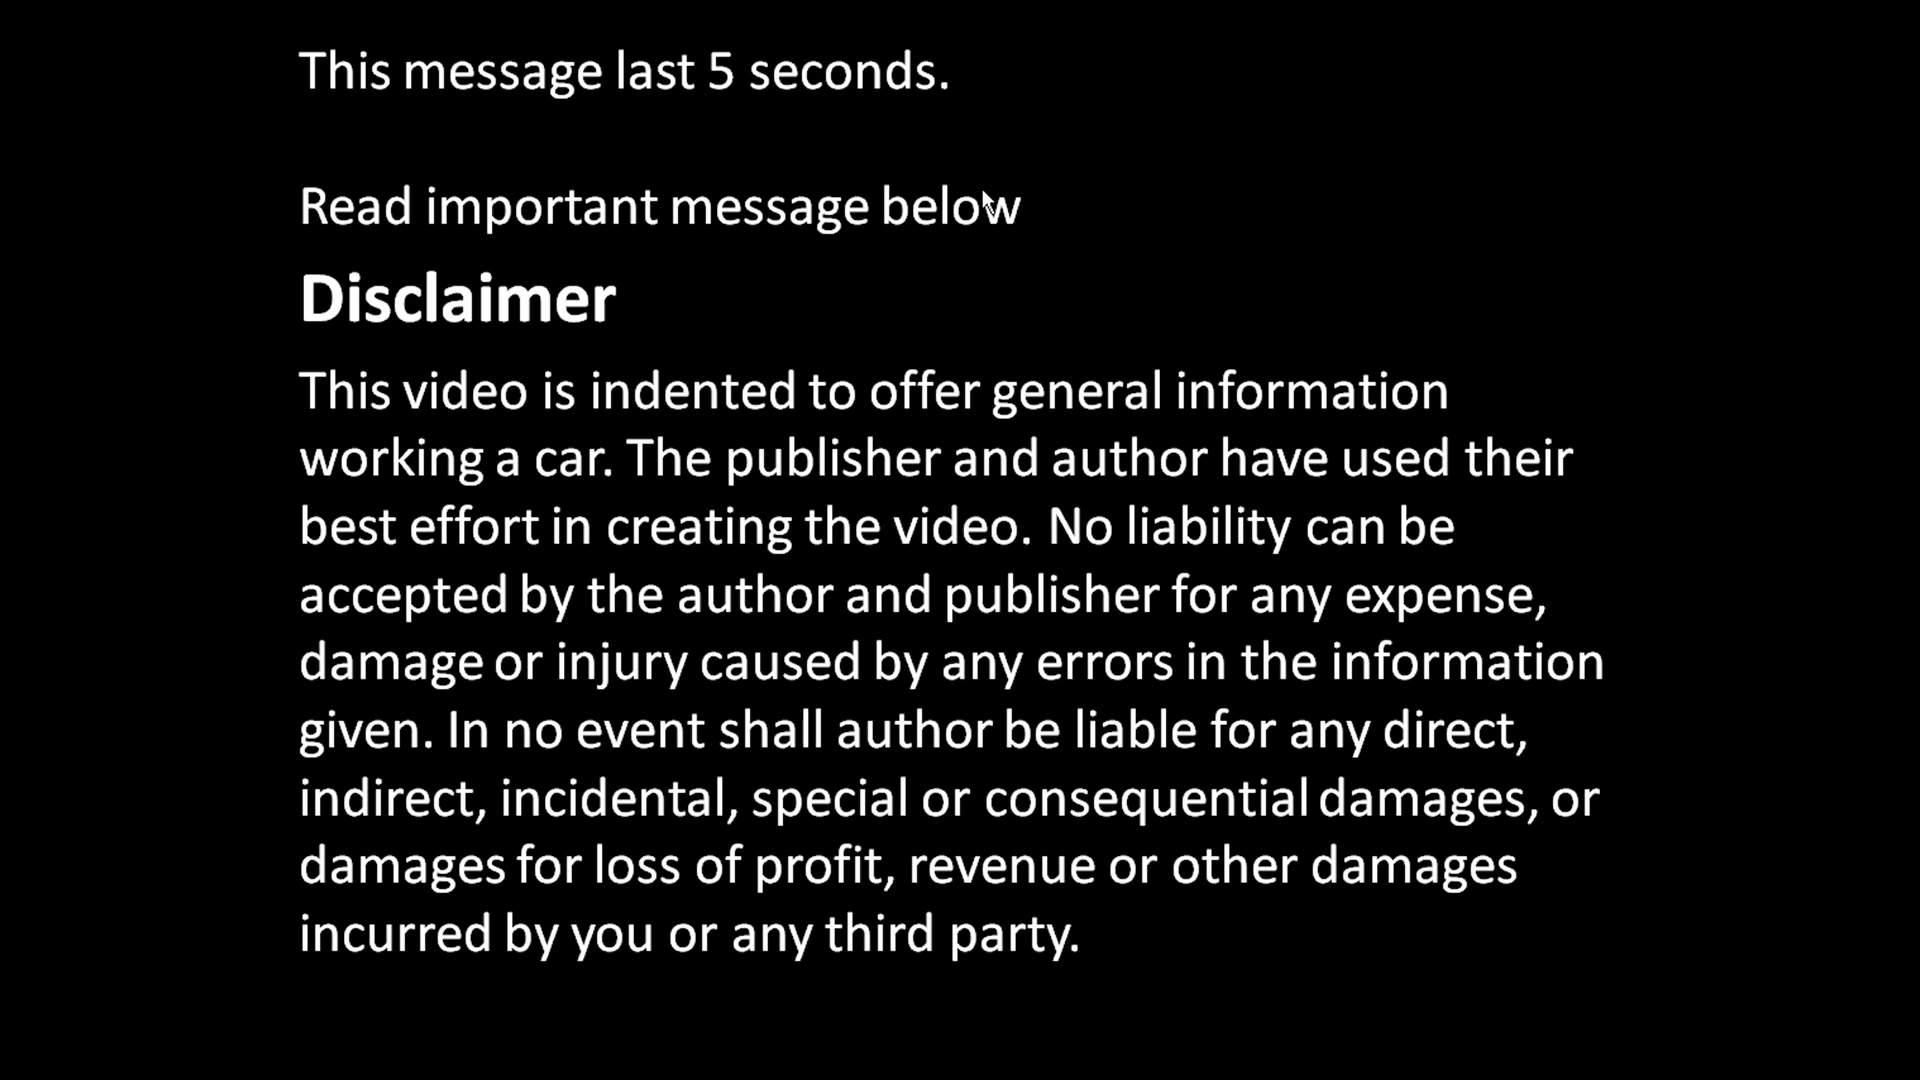 This message last 5 seconds.
Read important message below
Disclaimer
This video is indented to offer general information
working a car. The publisher and author have used their
best effort in creating the video. No liability can be
accepted by the author and publisher for any expense,
damage or injury caused by any errors in the information
given. In no event shall author be liable for any direct,
indirect, incidental, special or consequential damages, or
damages for loss of profit, revenue or other damages
incurred by you or any third party.